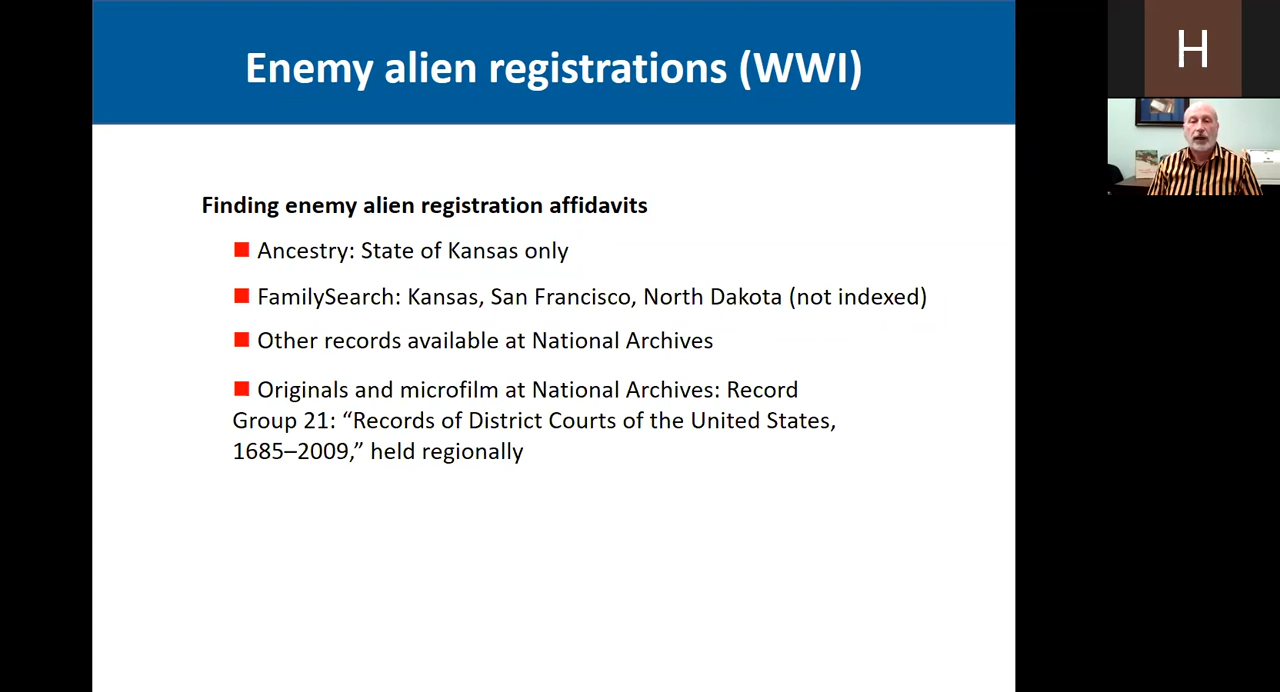 Enemy alien registrations (WWI)
H
Finding enemy alien registration affidavits
Ancestry: State of Kansas only
FamilySearch: Kansas, San Francisco, North Dakota (not indexed)
Other records available at National Archives
Originals and microfilm at National Archives: Record
Group 21: “Records of District Courts of the United States,
1685–2009,” held regionally